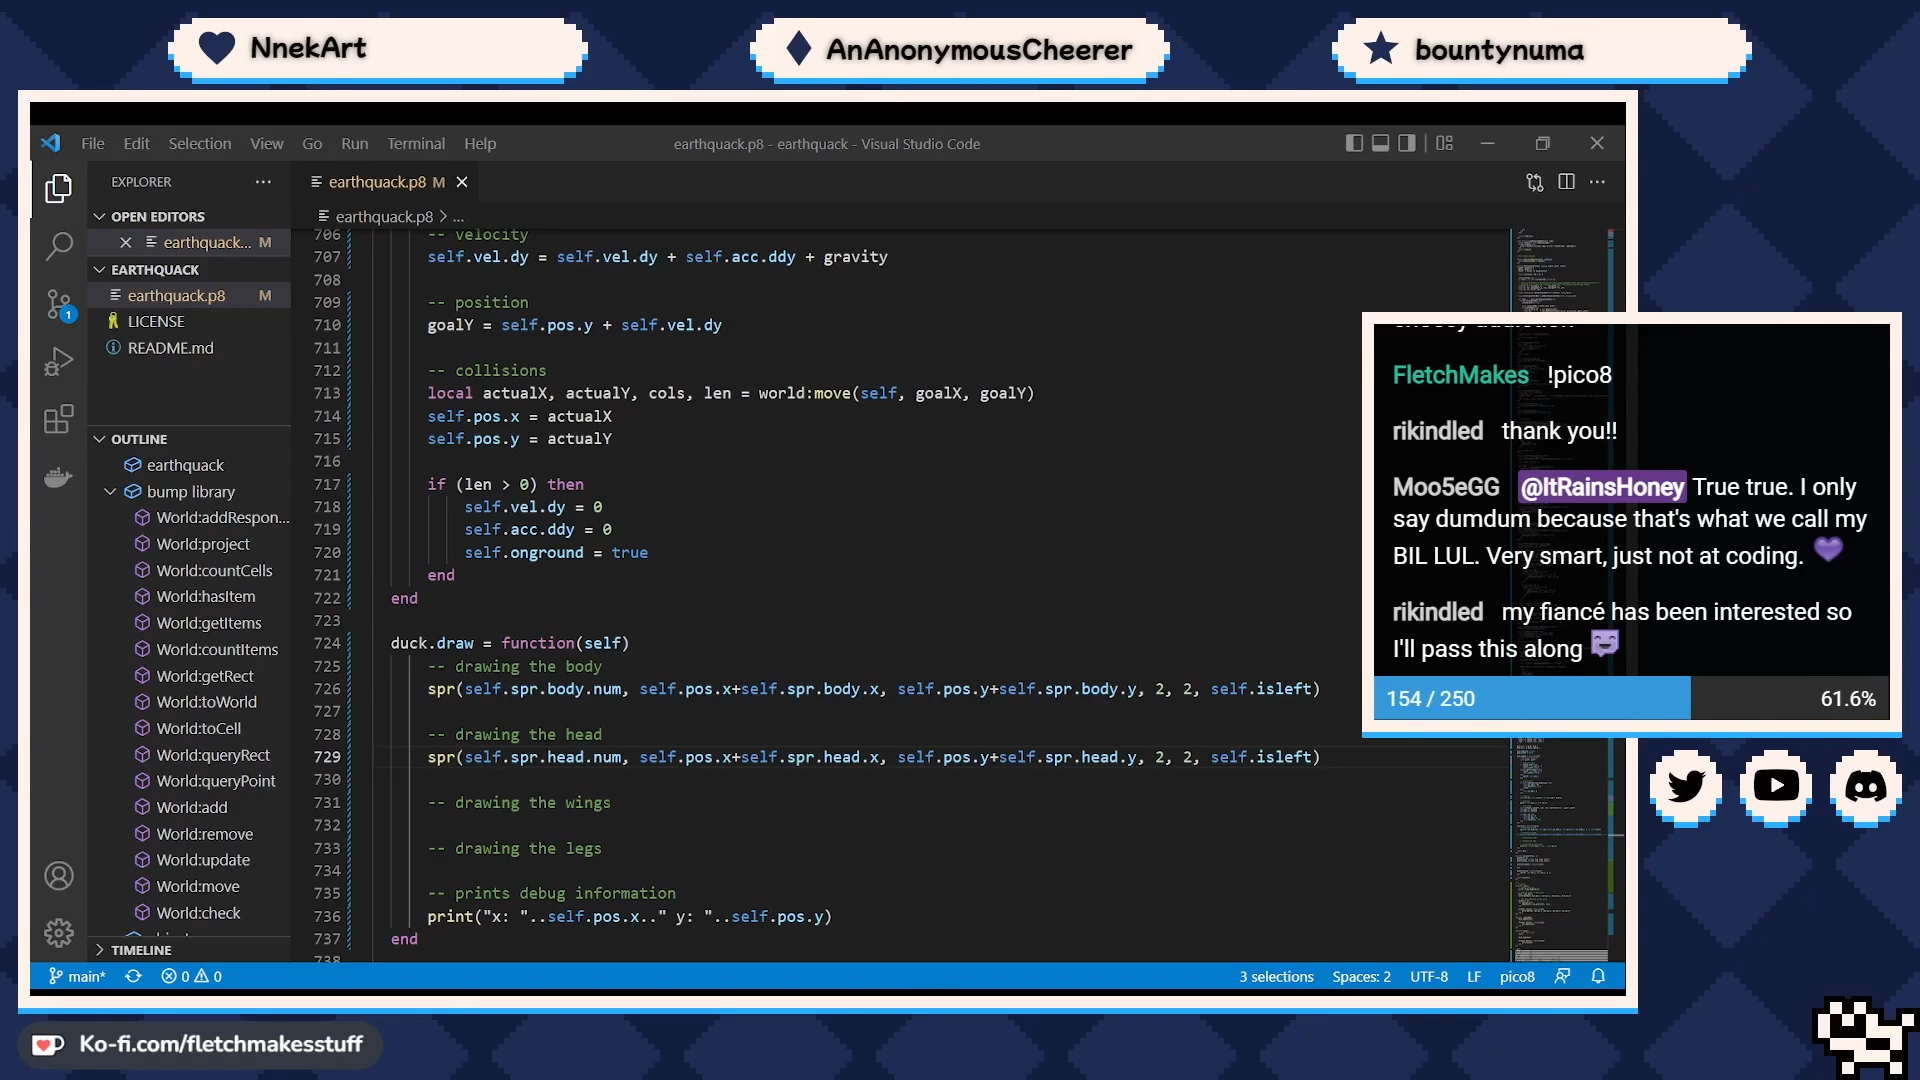 NnekArt
AnAnonymousCheerer
bountynuma
File Edit Selection View Go Run Terminal Help
earthquack.p8 - earthquack - Visual Studio Code
EXPLORER
earthquack.p8 M
OPEN EDITORS
earthquack.p8 > ...
earthquack... M
EARTHQUACK
earthquack.p8 M
LICENSE
README.md
1
OUTLINE
earthquack
bump library
World:addRespon...
World:project
World:countCells
World:hasItem
World:getItems
World:countItems
World:getRect
World:toWorld
World:toCell
World:queryRect
World:queryPoint
World:add
World:remove
World:update
World:move
World:check
TIMELINE
706 -- velocity
707 self.vel.dy = self.vel.dy + self.acc.ddy + gravity
708
709 -- position
710 goalY = self.pos.y + self.vel.dy
711
712 -- collisions
713 local actualX, actualY, cols, len = world:move(self, goalX, goalY)
714 self.pos.x = actualX
715 self.pos.y = actualY
716
717 if (len > 0) then
718 self.vel.dy = 0
719 self.acc.ddy = 0
720 self.onground = true
721 end
722 end
723
724 duck.draw = function(self)
725 -- drawing the body
726 spr(self.spr.body.num, self.pos.x+self.spr.body.x, self.pos.y+self.spr.body.y, 2, 2, self.isleft)
727
728 -- drawing the head
729 spr(self.spr.head.num, self.pos.x+self.spr.head.x, self.pos.y+self.spr.head.y, 2, 2, self.isleft)
730
731 -- drawing the wings
732
733 -- drawing the legs
734
735 -- prints debug information
736 print("x: "..self.pos.x.." y: "..self.pos.y)
737 end
738
FletchMakes !pico8
rikindled thank you!!
Moo5eGG @ItRainsHoney True true. I only
say dumdum because that's what we call my
BIL LUL. Very smart, just not at coding.
rikindled my fiancé has been interested so
I'll pass this along
154 / 250 61.6%
main* 0 0 3 selections Spaces: 2 UTF-8 LF pico8
Ko-fi.com/fletchmakesstuff